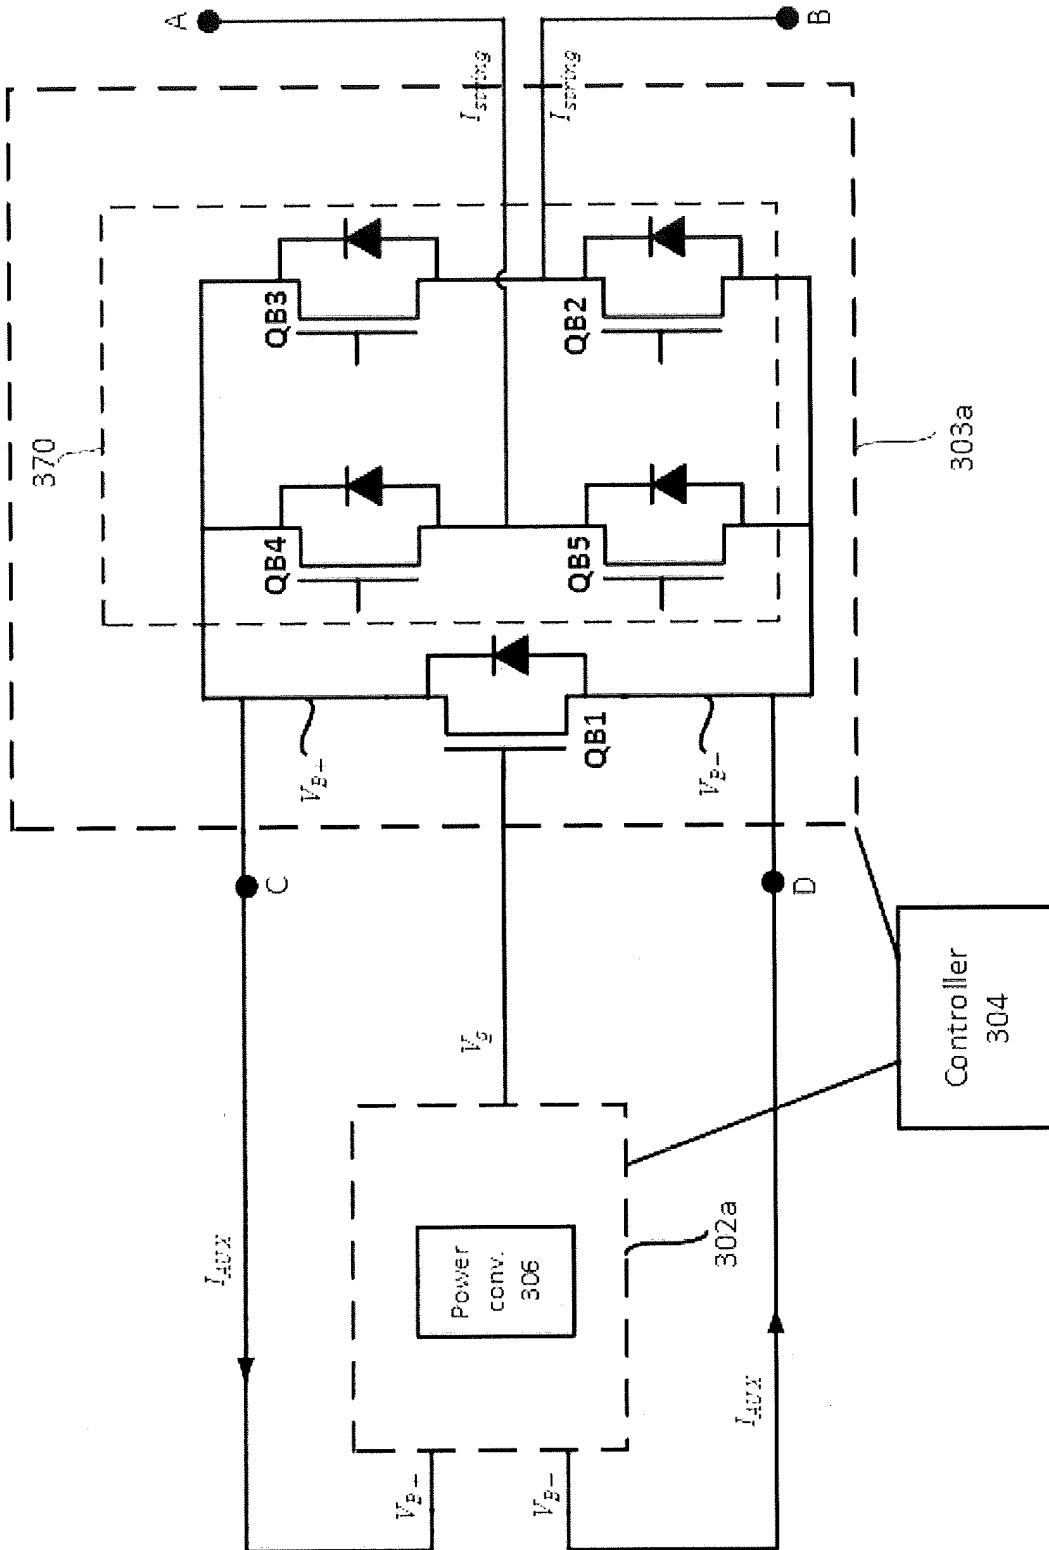 370
A
I_AUX
C
QB4
QB3
V_B+
V_B–
Power
conv.
306
V_g
I_string
V_B–
I_string
QB1
QB5
QB2
V_B–
302a
I_AUX
D
B
303a
Controller
304